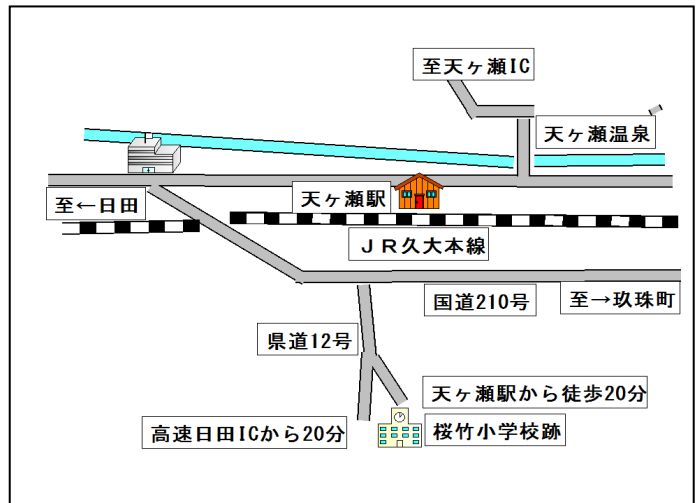 至天ヶ瀬IC
天ヶ瀬温泉
天ヶ瀬駅
至←日田
ＪＲ久大本線
国道210号
至→玖珠町
県道12号
天ヶ瀬駅から徒歩20分
高速日田ICから20分
桜竹小学校跡